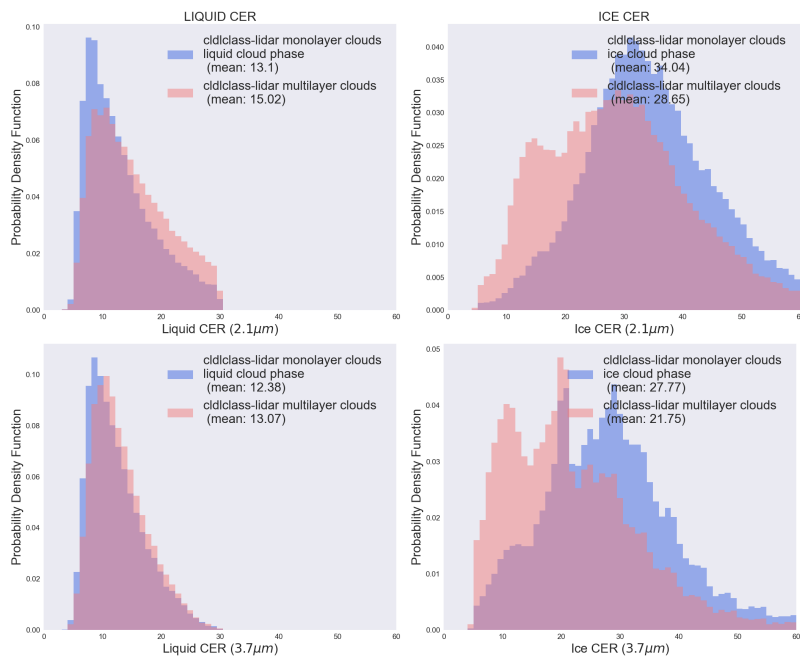 LIQUID CER
Probability Density Function
0.10
0.08
0.06
0.04
0.02
0.00
cldlclass-lidar monolayer clouds
liquid cloud phase
(mean: 13.1)
cldlclass-lidar multilayer clouds
(mean: 15.02)
0 10 20 30 40 50 60
Liquid CER (2.1μm)
ICE CER
Probability Density Function
0.040
0.035
0.030
0.025
0.020
0.015
0.010
0.005
0.000
cldlclass-lidar monolayer clouds
ice cloud phase
(mean: 34.04)
cldlclass-lidar multilayer clouds
(mean: 28.65)
0 10 20 30 40 50 60
Ice CER (2.1μm)
Probability Density Function
0.10
0.08
0.06
0.04
0.02
0.00
cldlclass-lidar monolayer clouds
liquid cloud phase
(mean: 12.38)
cldlclass-lidar multilayer clouds
(mean: 13.07)
0 10 20 30 40 50 60
Liquid CER (3.7μm)
Probability Density Function
0.05
0.04
0.03
0.02
0.01
0.00
cldlclass-lidar monolayer clouds
ice cloud phase
(mean: 27.77)
cldlclass-lidar multilayer clouds
(mean: 21.75)
0 10 20 30 40 50 60
Ice CER (3.7μm)